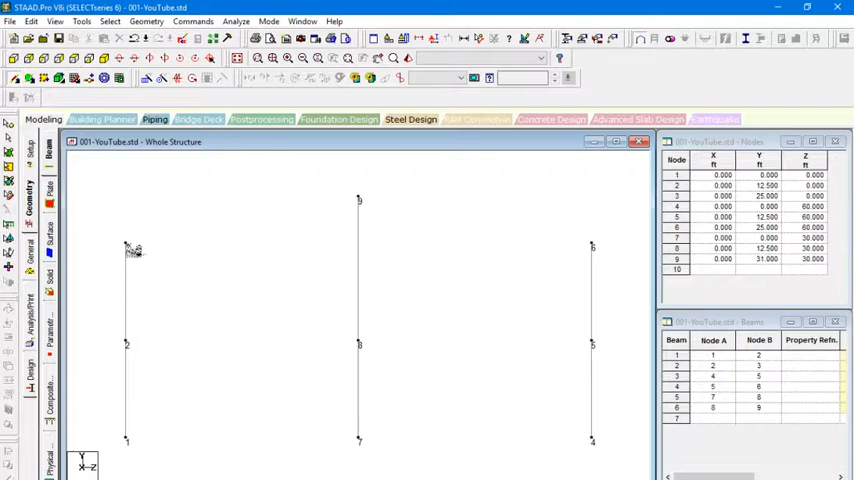 STAAD.Pro V8i (SELECTseries 6) - 001-YouTube.std
File Edit View Tools Select Geometry Commands Analyze Mode Window Help
Modeling Building Planner Piping Bridge Deck Postprocessing Foundation Design Steel Design RAM Connection Concrete Design Advanced Slab Design Earthquake
Setup
Geometry
General
Analysis/Print
Design
Beam
Plate
Surface
Solid
Parametr...
Composite...
Physical...
001-YouTube.std - Whole Structure
9
6
2
8
5
1
7
4
Y
X Z
001-YouTube.std - Nodes
Node X ft Y ft Z ft
1 0.000 0.000 0.000
2 0.000 12.500 0.000
3 0.000 25.000 0.000
4 0.000 0.000 60.000
5 0.000 12.500 60.000
6 0.000 25.000 60.000
7 0.000 0.000 30.000
8 0.000 12.500 30.000
9 0.000 31.000 30.000
10
001-YouTube.std - Beams
Beam Node A Node B Property Refn.
1 1 2
2 2 3
3 4 5
4 5 6
5 7 8
6 8 9
7